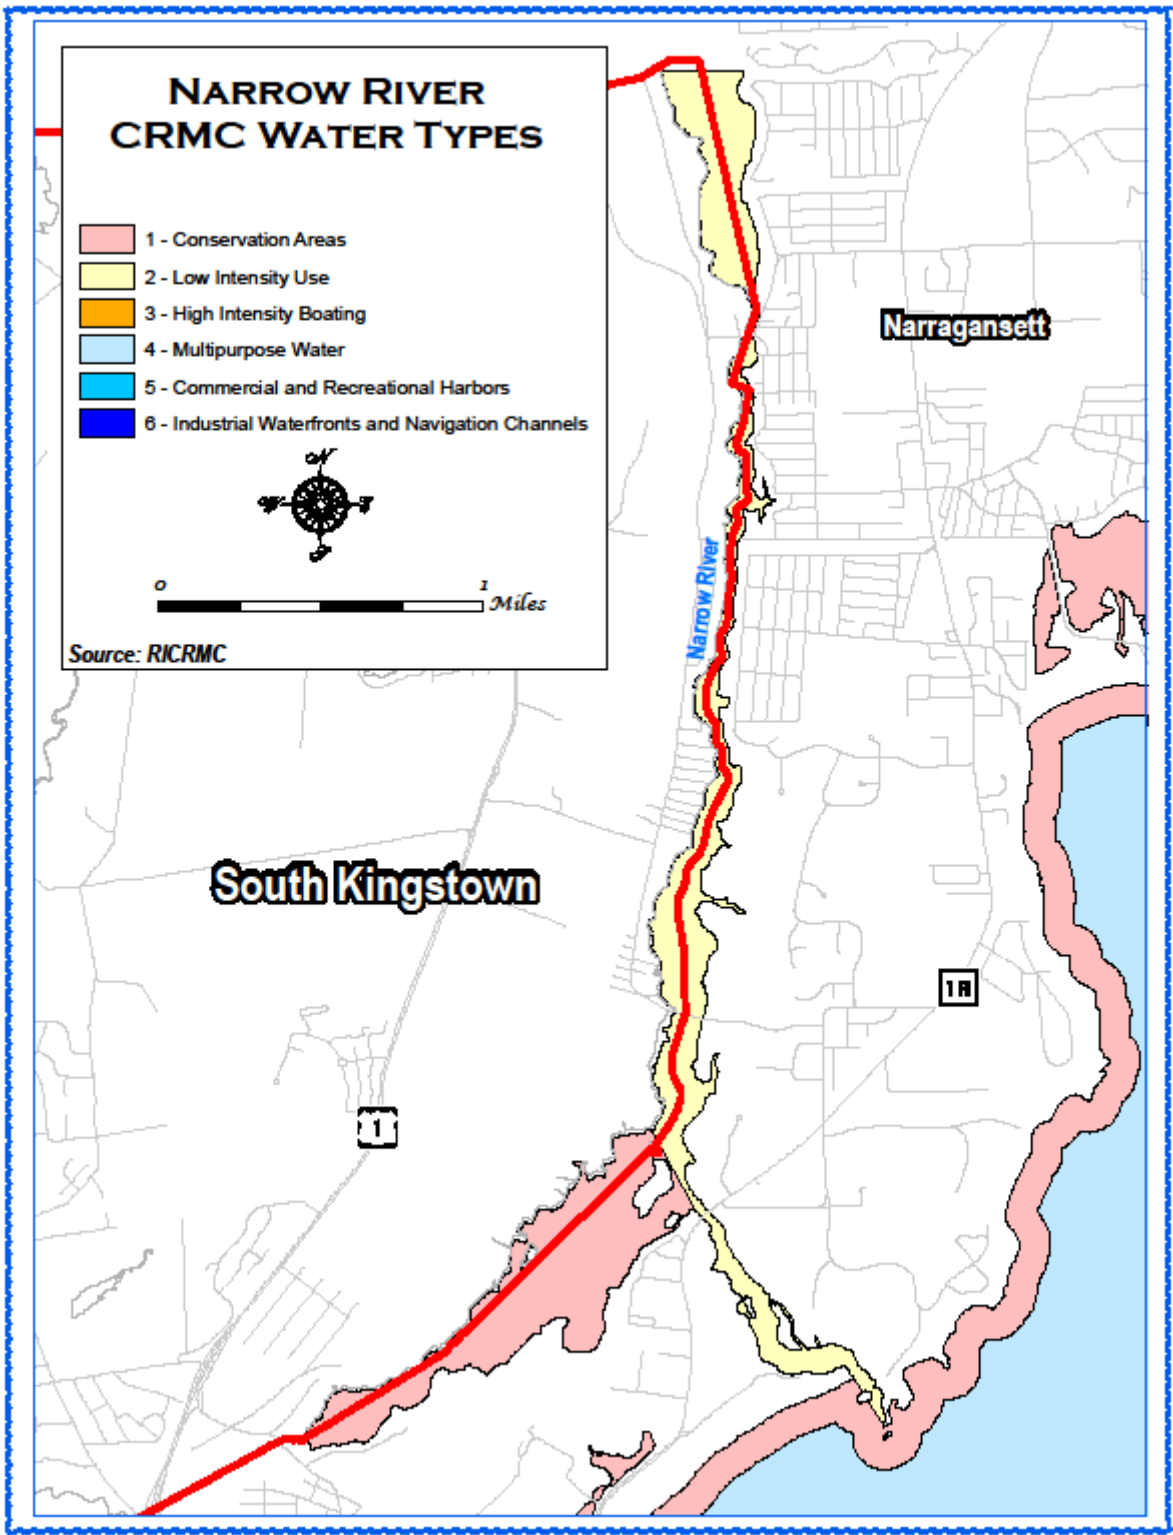 NARROW RIVER
CRMC WATER TYPES
1 - Conservation Areas
2 - Low Intensity Use
3 - High Intensity Boating
4 - Multipurpose Water
5 - Commercial and Recreational Harbors
6 - Industrial Waterfronts and Navigation Channels
N
W
E
S
0 1 Miles
Source: RICRMC
Narragansett
Narrow River
South Kingstown
1A
1